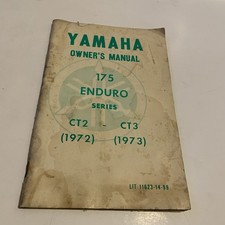 YAMAHA
OWNER'S MANUAL
175
ENDURO
SERIES
CT2 - CT3
(1972) (1973)